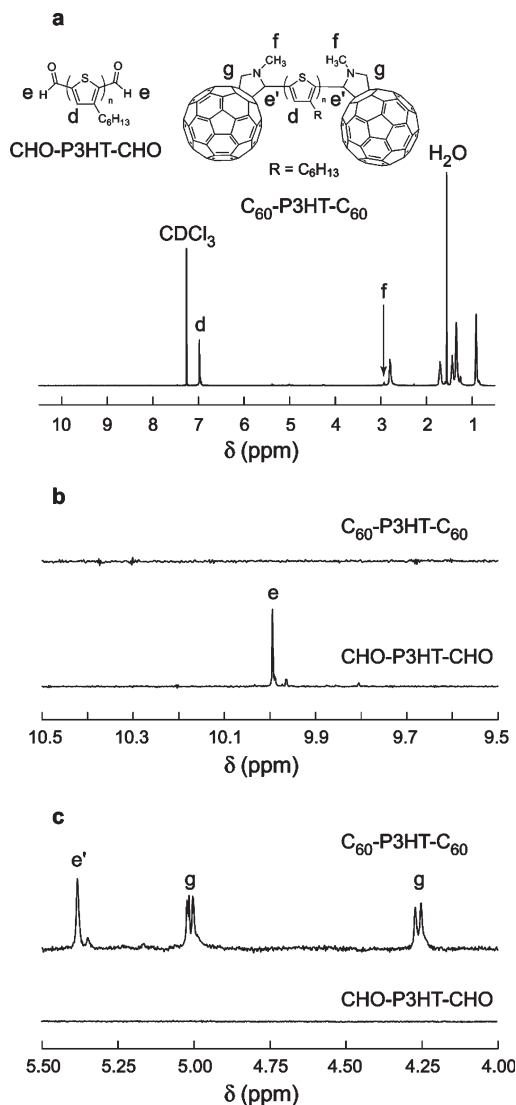 a
f
f
H₃C
H₃C
g
g
N
N
O
S
O
S
e
H
n
H
e
e'
n
e'
d
C₆H₁₃
d
R
CHO-P3HT-CHO
R = C₆H₁₃
H₂O
C₆₀-P3HT-C₆₀
CDCl₃
f
d
10 9 8 7 6 5 4 3 2 1
δ (ppm)
b
C₆₀-P3HT-C₆₀
e
CHO-P3HT-CHO
10.5 10.3 10.1 9.9 9.7 9.5
δ (ppm)
c
C₆₀-P3HT-C₆₀
e'
g
g
CHO-P3HT-CHO
5.50 5.25 5.00 4.75 4.50 4.25 4.00
δ (ppm)